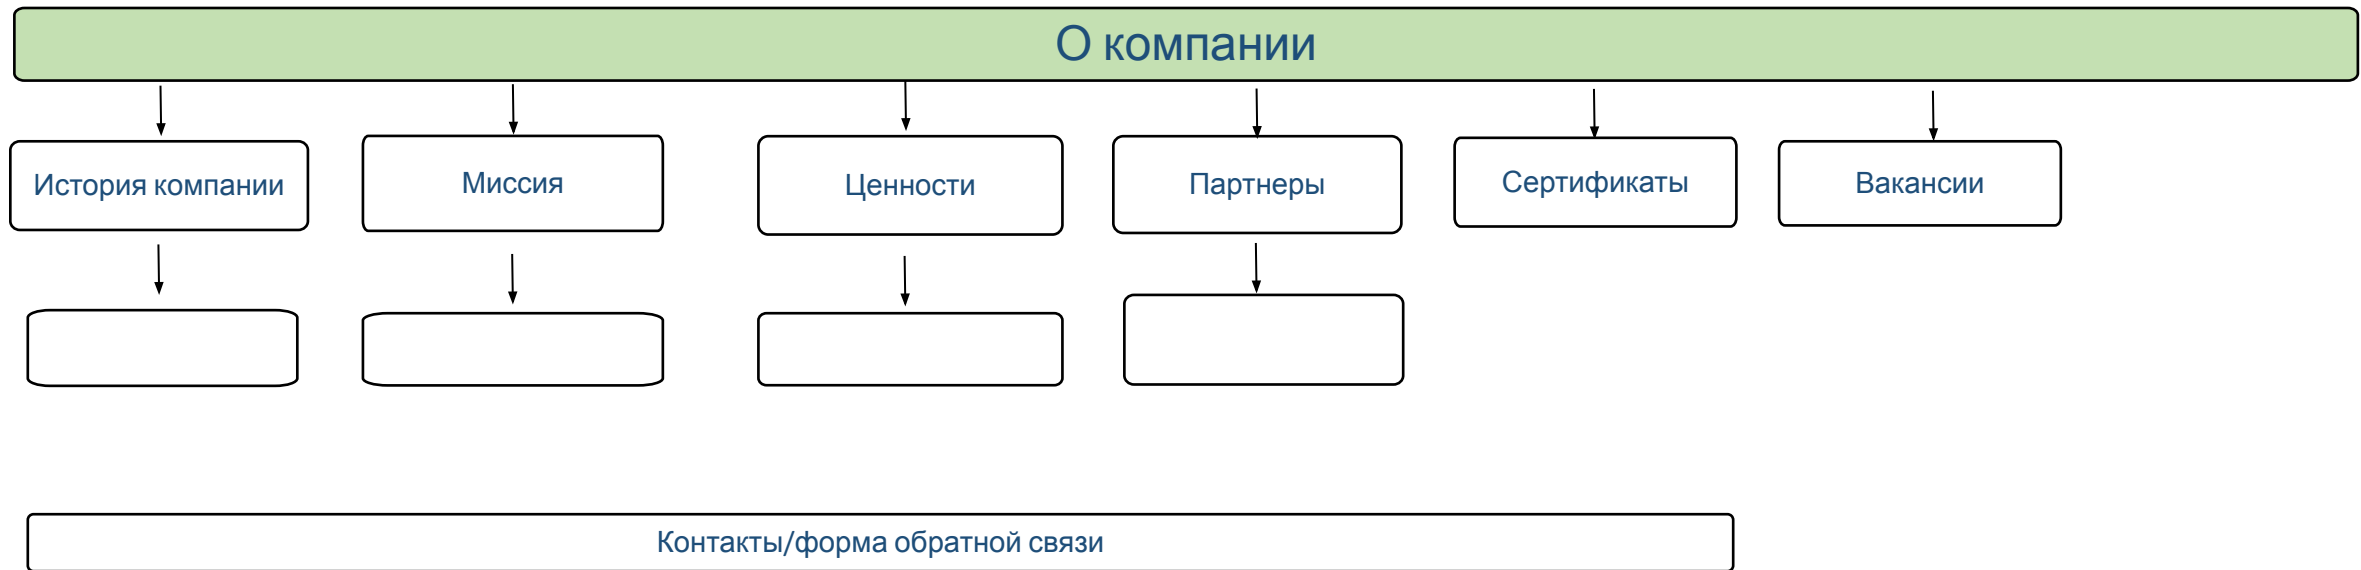 О компании
История компании
Миссия
Ценности
Партнеры
Сертификаты
Вакансии
Контакты/форма обратной связи